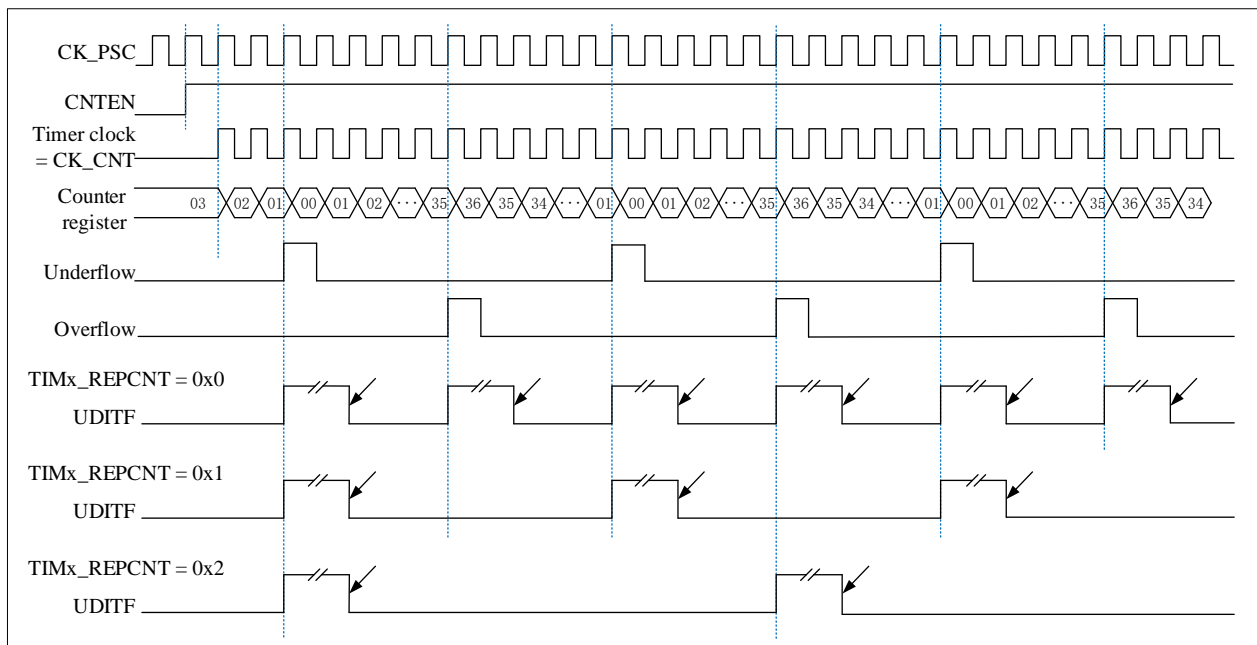 CK_PSC
CNTEN
Timer clock
= CK_CNT
Counter
register
03 02 01 00 01 02 ··· 35 36 35 34 ··· 01 00 01 02 ··· 35 36 35 34 ··· 01 00 01 02 ··· 35 36 35 34
Underflow
Overflow
TIMx_REPCNT = 0x0
UDITF
TIMx_REPCNT = 0x1
UDITF
TIMx_REPCNT = 0x2
UDITF